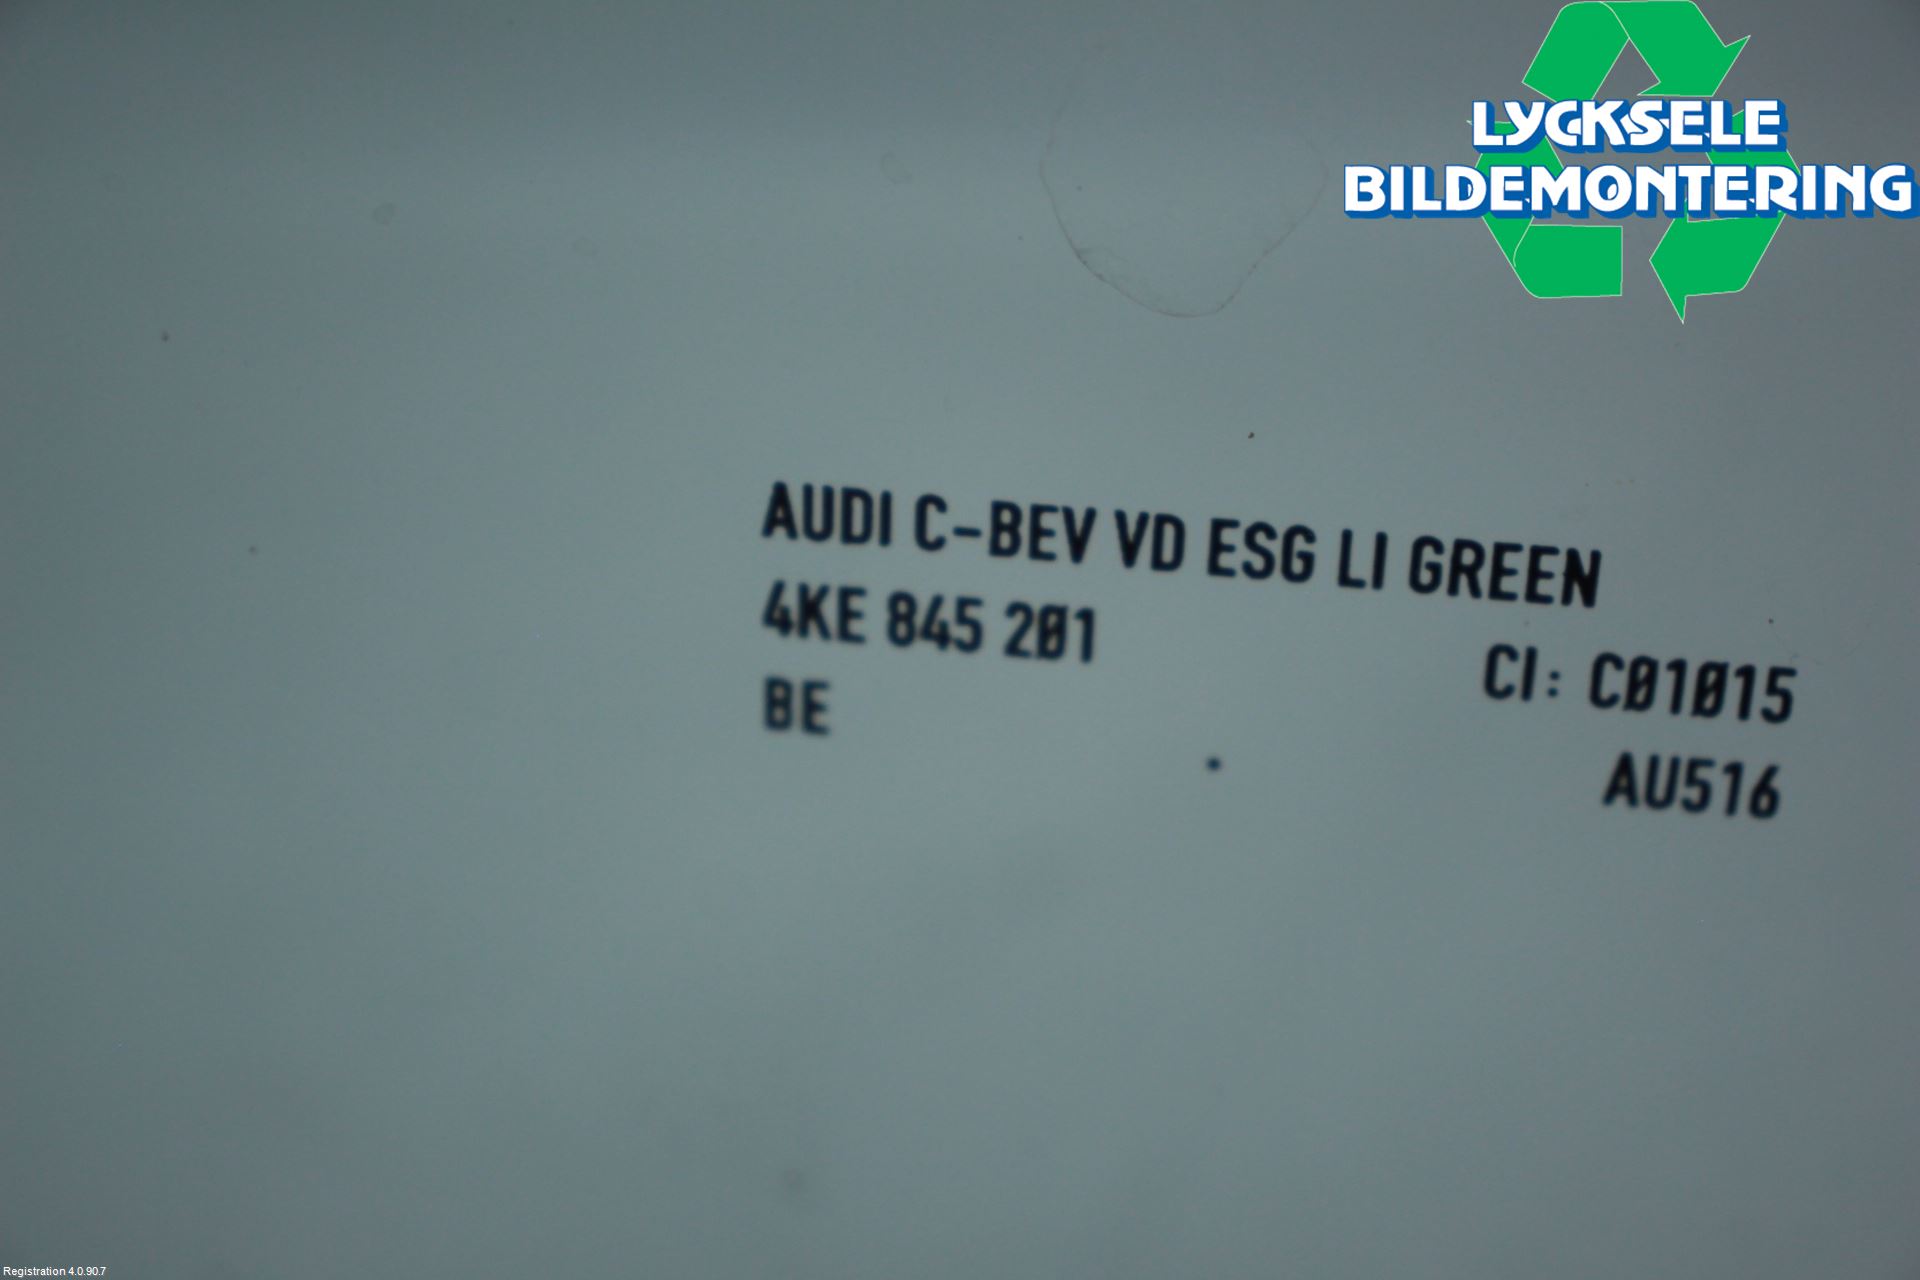 LYCKSELE
BILDEMONTERING
AUDI C-BEV VD ESG LI GREEN
4KE 845 201
CI: C01015
BE
AU516
Registration 4.0.90.7